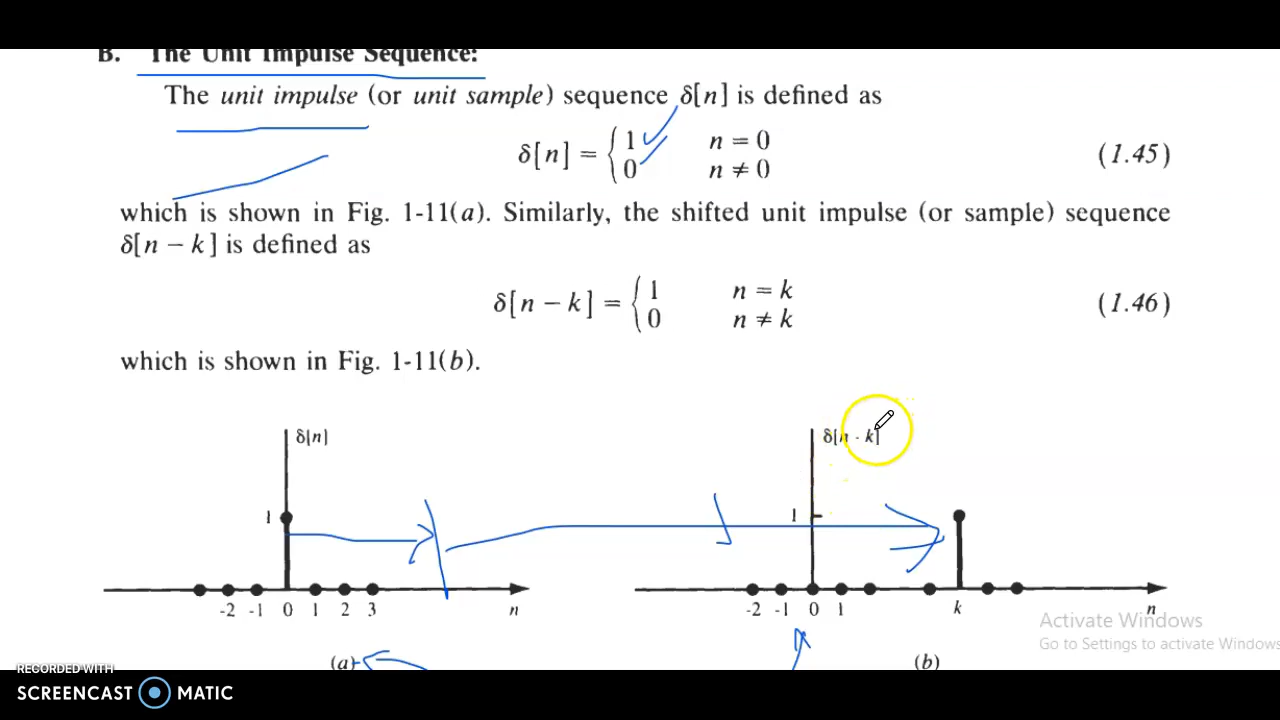 B. The Unit Impulse Sequence:
The unit impulse (or unit sample) sequence δ[n] is defined as
δ[n] = { 1 n = 0
0 n ≠ 0 (1.45)
which is shown in Fig. 1-11(a). Similarly, the shifted unit impulse (or sample) sequence
δ[n − k] is defined as
δ[n − k] = { 1 n = k
0 n ≠ k (1.46)
which is shown in Fig. 1-11(b).
δ[n] δ[n - k]
1 1
-2 -1 0 1 2 3 n -2 -1 0 1 k n
Activate Windows
Go to Settings to activate Windows
(a) (b)
RECORDED WITH
SCREENCAST MATIC